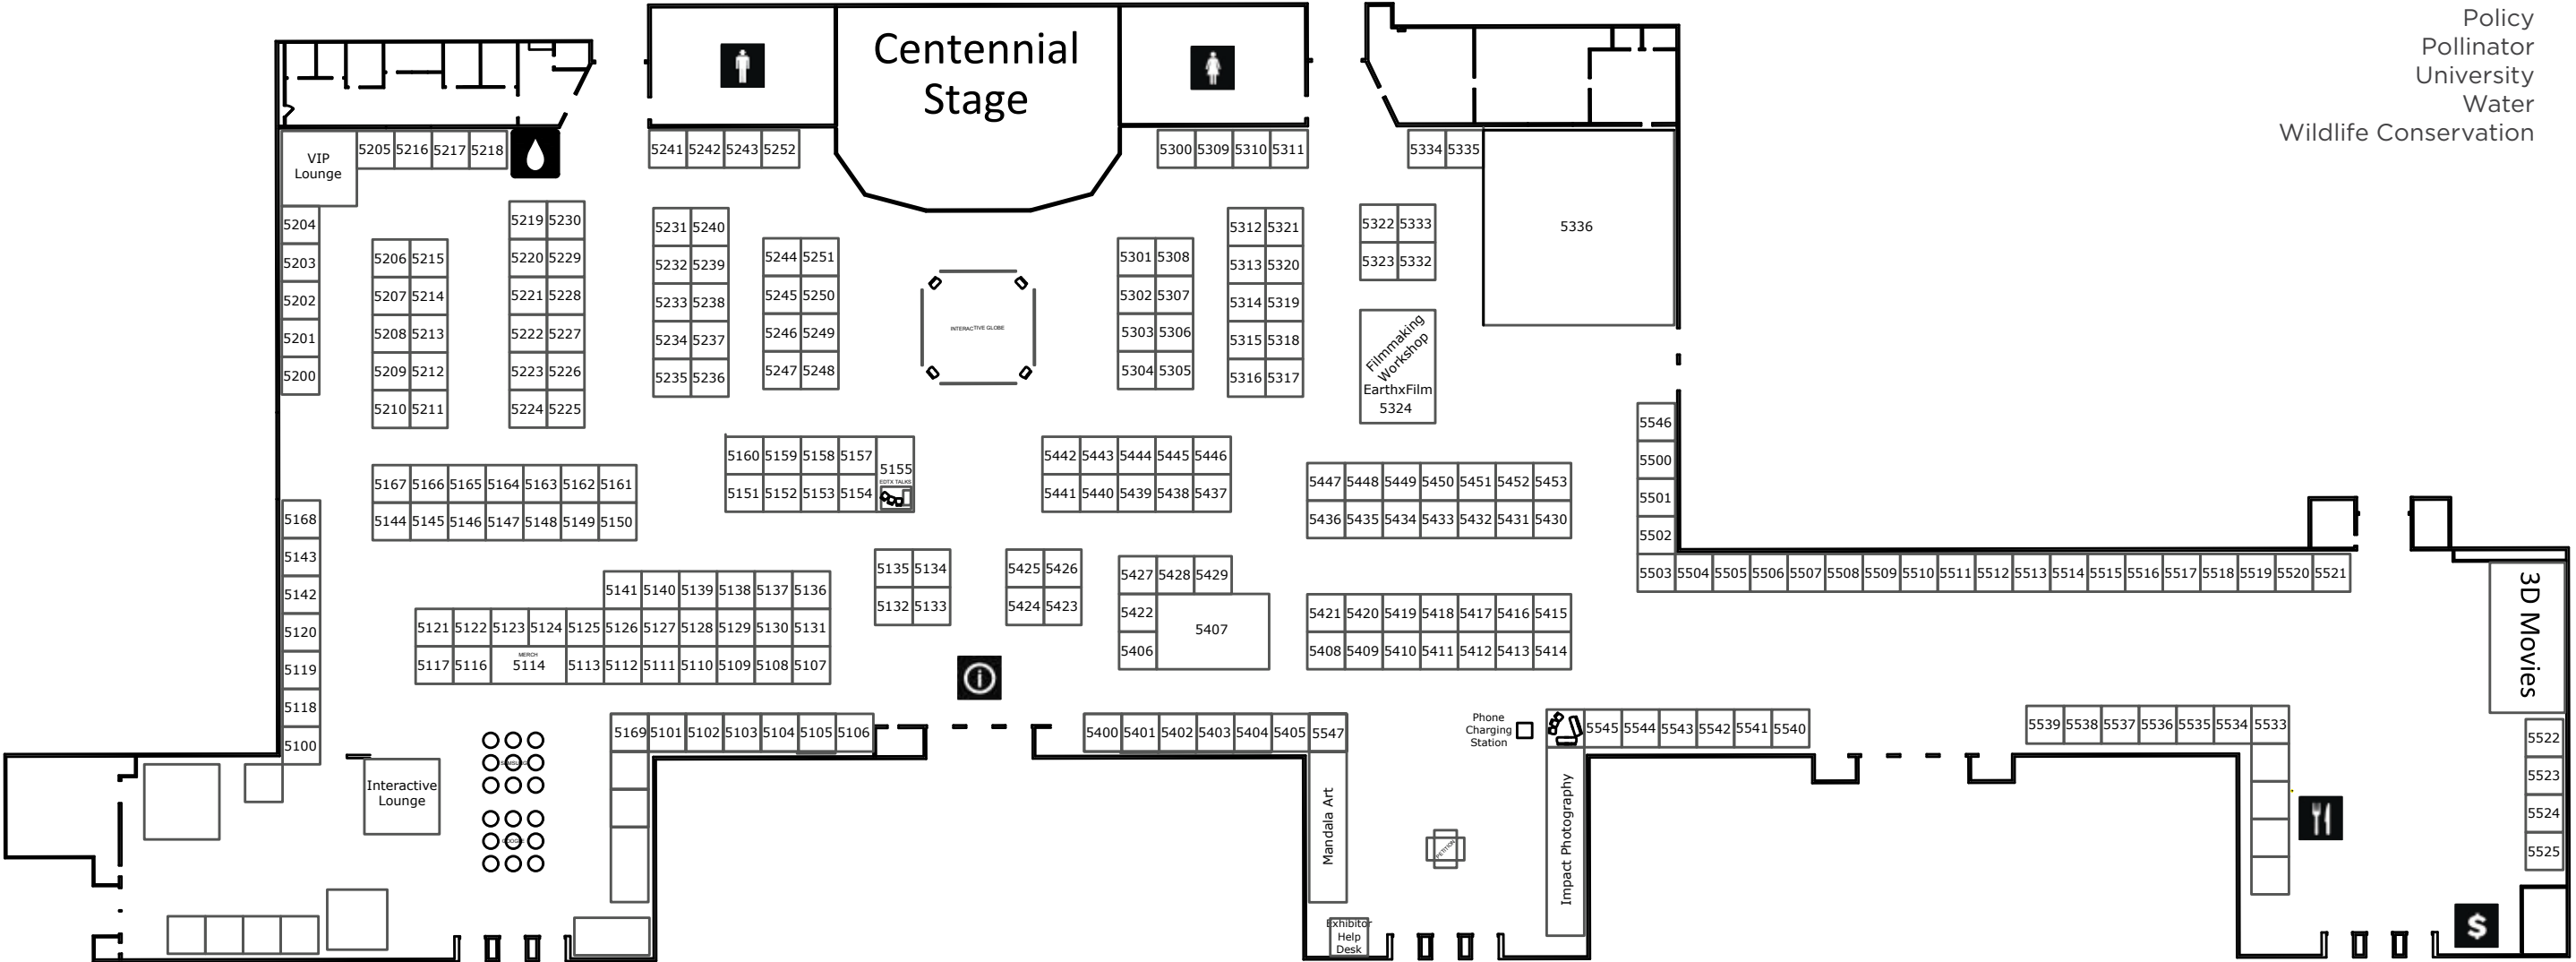 Policy
Pollinator
University
Water
Wildlife Conservation
Centennial
Stage
VIP
Lounge
5205 5216 5217 5218
5241 5242 5243 5252
5300 5309 5310 5311
5334 5335
5204
5203
5202
5201
5200
5206 5215
5207 5214
5208 5213
5209 5212
5210 5211
5219 5230
5220 5229
5221 5228
5222 5227
5223 5226
5224 5225
5231 5240
5232 5239
5233 5238
5234 5237
5235 5236
5244 5251
5245 5250
5246 5249
5247 5248
INTERACTIVE GLOBE
5301 5308
5302 5307
5303 5306
5304 5305
5312 5321
5313 5320
5314 5319
5315 5318
5316 5317
5322 5333
5323 5332
5336
Filmmaking
Workshop
EarthxFilm
5324
5167 5166 5165 5164 5163 5162 5161
5144 5145 5146 5147 5148 5149 5150
5160 5159 5158 5157
5155
EDTX TALKS
5151 5152 5153 5154
5442 5443 5444 5445 5446
5441 5440 5439 5438 5437
5447 5448 5449 5450 5451 5452 5453
5436 5435 5434 5433 5432 5431 5430
5546
5500
5501
5502
5503 5504 5505 5506 5507 5508 5509 5510 5511 5512 5513 5514 5515 5516 5517 5518 5519 5520 5521
5168
5143
5142
5120
5119
5118
5100
5141 5140 5139 5138 5137 5136
5121 5122 5123 5124 5125 5126 5127 5128 5129 5130 5131
5117 5116
MERCH
5114
5113 5112 5111 5110 5109 5108 5107
5135 5134
5132 5133
5425 5426
5424 5423
5427 5428 5429
5422
5407
5406
5421 5420 5419 5418 5417 5416 5415
5408 5409 5410 5411 5412 5413 5414
3D Movies
5169 5101 5102 5103 5104 5105 5106
5400 5401 5402 5403 5404 5405 5547
Phone
Charging
Station
5545 5544 5543 5542 5541 5540
5539 5538 5537 5536 5535 5534 5533
5522
5523
5524
5525
Interactive
Lounge
SAMSUNG
GOOGLE
Mandala Art
PETITION
Impact Photography
Exhibitor
Help
Desk
$